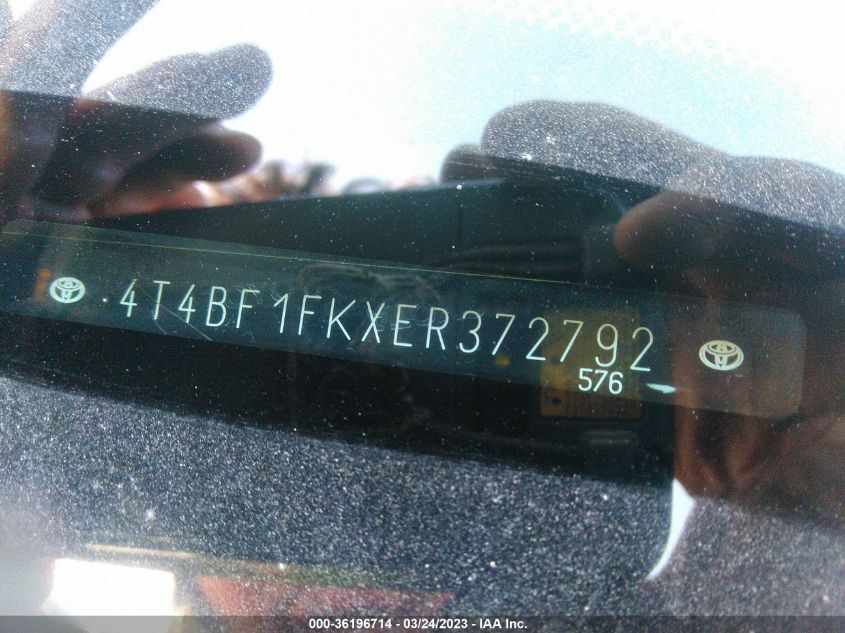 4T4BF1FKXER372792
576
000-36196714 - 03/24/2023 - IAA Inc.